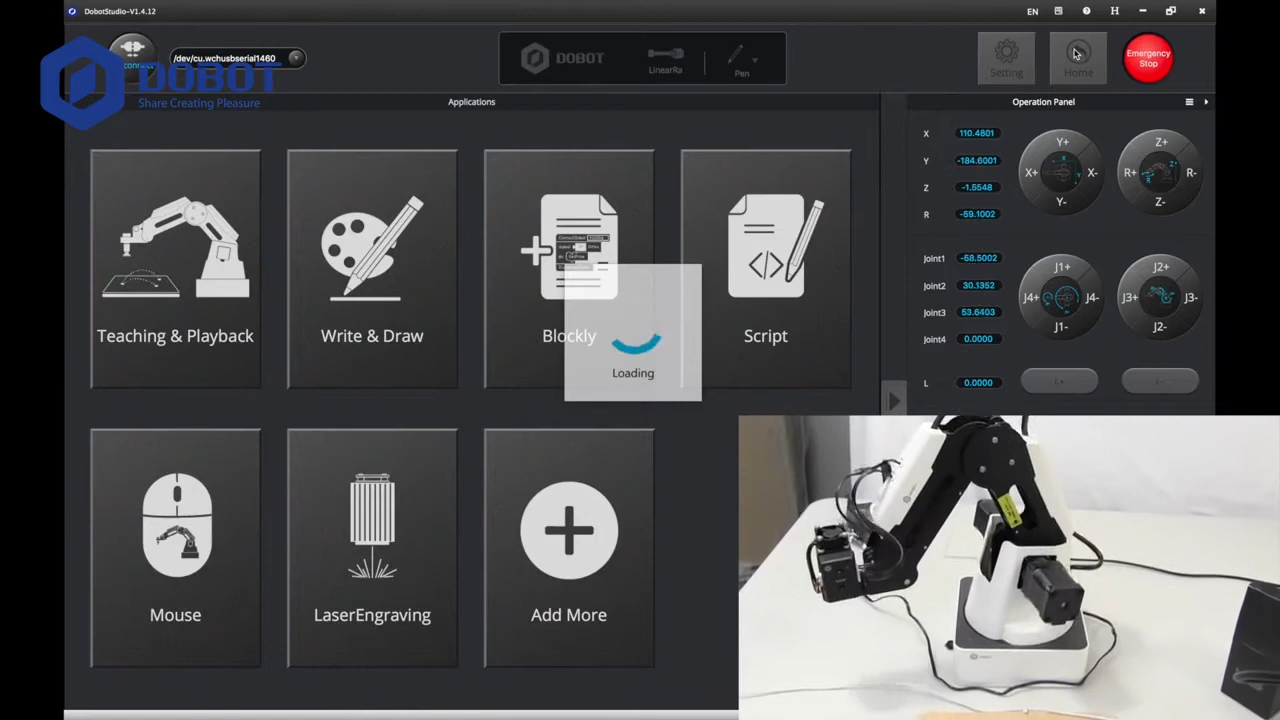 DobotStudio-V1.4.12
EN
H
connect
/dev/cu.wchusbserial1460
DOBOT
LinearRa
Pen
Setting
Home
Emergency
Stop
DOBOT
Share Creating Pleasure
Applications
Operation Panel
X 110.4801
Y -184.6001
Z -1.5548
R -59.1002
Y+
X+ X-
Y-
Z+
R+ R-
Z-
Joint1 -68.5002
Joint2 30.1352
Joint3 53.6403
Joint4 0.0000
J1+
J4+ J4-
J1-
J2+
J3+ J3-
J2-
L 0.0000
L+ L-
Teaching & Playback
Write & Draw
Blockly
Script
Loading
Mouse
LaserEngraving
Add More